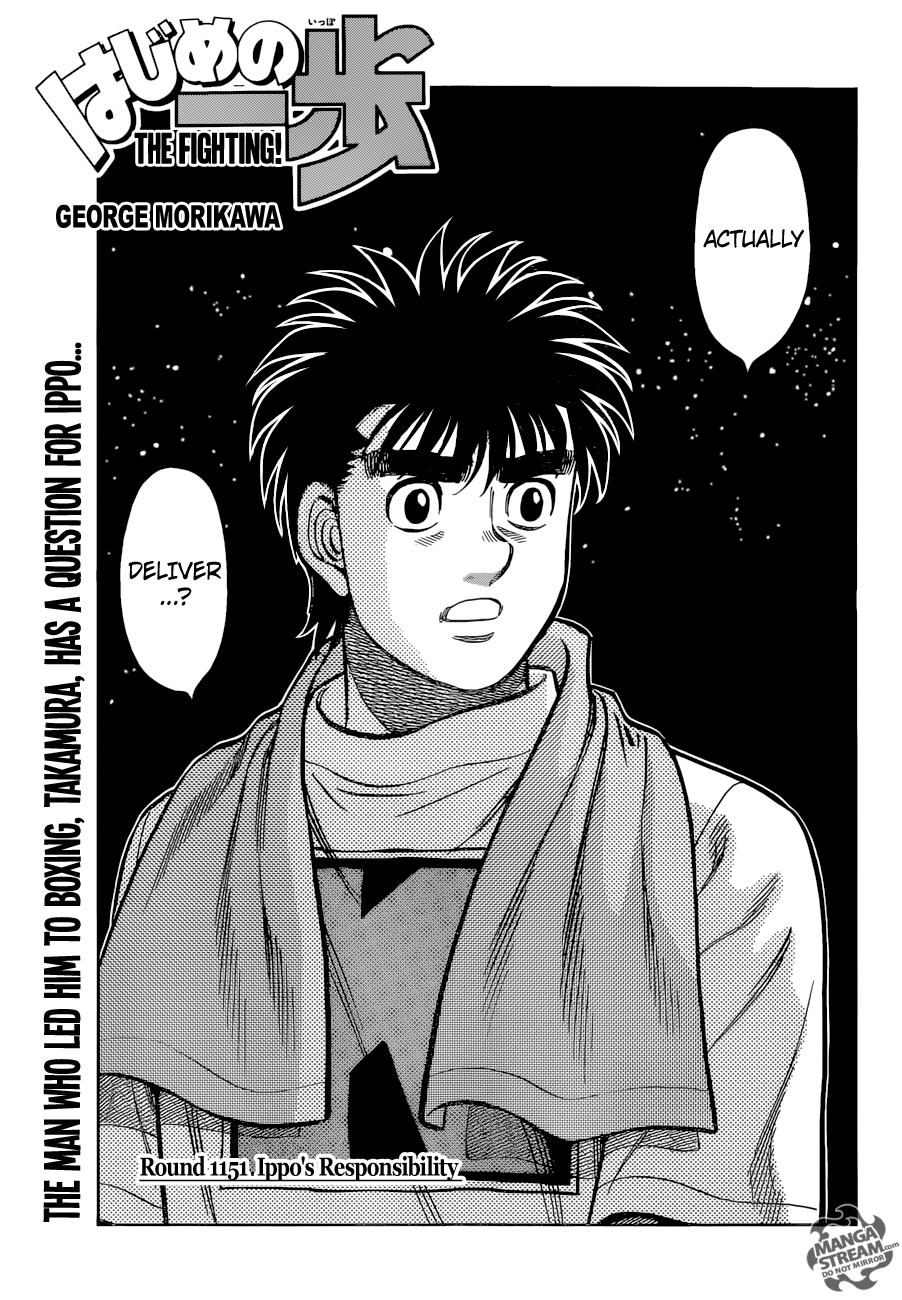 いっぽ
はじめの一歩
THE FIGHTING!
GEORGE MORIKAWA
ACTUALLY
DELIVER
...?
THE MAN WHO LED HIM TO BOXING, TAKAMURA, HAS A QUESTION FOR IPPO...
Round 1151. Ippo's Responsibility
MANGA
STREAM.com
DO NOT MIRROR